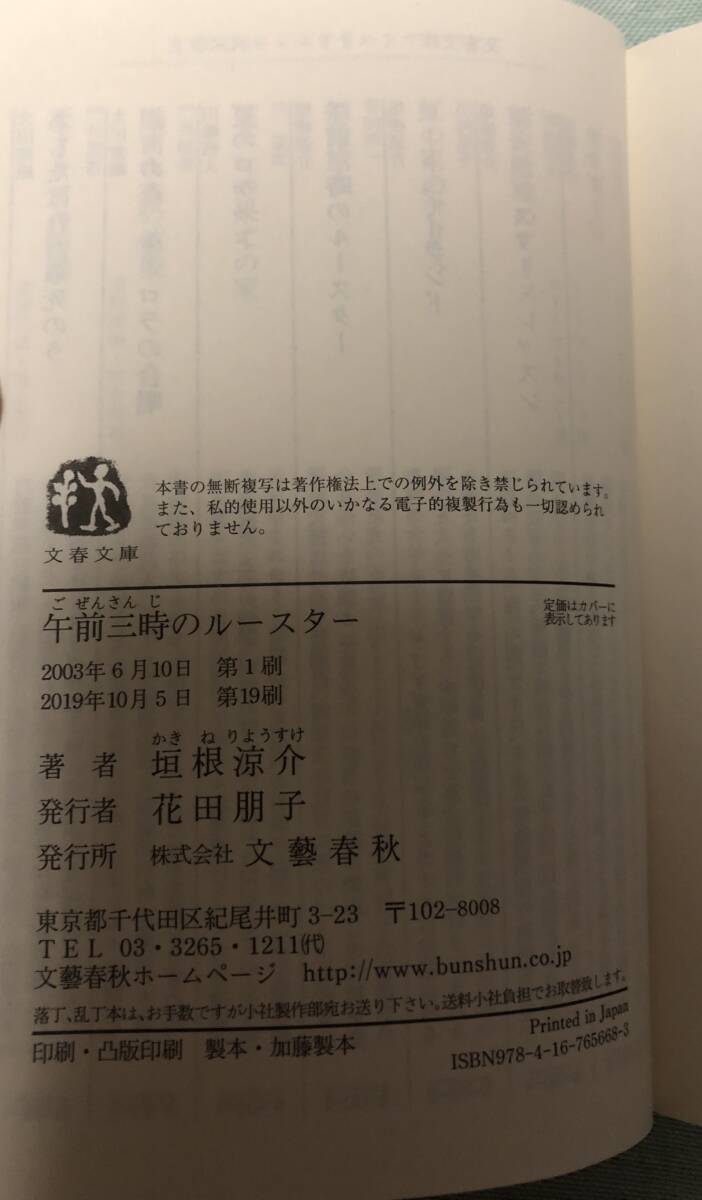 本書の無断複写は著作権法上での例外を除き禁じられています。
また、私的使用以外のいかなる電子的複製行為も一切認められ
ておりません。
文春文庫
ご ぜんさん じ
午前三時のルースター
定価はカバーに
表示してあります
2003年6月10日 第1刷
2019年10月5日 第19刷
かき ね りょうすけ
著 者 垣根涼介
発行者 花田朋子
発行所 株式会社 文藝春秋
東京都千代田区紀尾井町3-23 〒102-8008
TEL 03・3265・1211㈹
文藝春秋ホームページ http://www.bunshun.co.jp
落丁、乱丁本は、お手数ですが小社製作部宛お送り下さい。送料小社負担でお取替致します。
印刷・凸版印刷 製本・加藤製本
Printed in Japan
ISBN978-4-16-765668-3